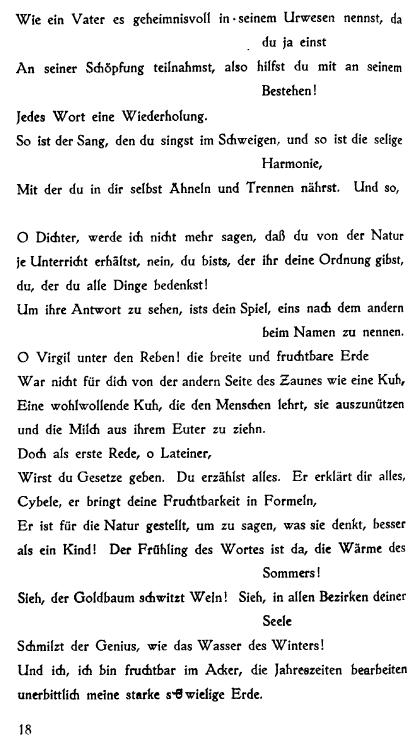 Wie ein Vater es geheimnisvoll in seinem Urwesen nennst, da
du ja einst
An seiner Schöpfung teilnahmst, also hilfst du mit an seinem
Bestehen!
Jedes Wort eine Wiederholung.
So ist der Sang, den du singst im Schweigen, und so ist die selige
Harmonie,
Mit der du in dir selbst Ähneln und Trennen nährst. Und so,
O Dichter, werde ich nicht mehr sagen, daß du von der Natur
je Unterricht erhältst, nein, du bists, der ihr deine Ordnung gibst,
du, der du alle Dinge bedenkst!
Um ihre Antwort zu sehen, ists dein Spiel, eins nach dem andern
beim Namen zu nennen.
O Virgil unter den Reben! die breite und fruchtbare Erde
War nicht für dich von der andern Seite des Zaunes wie eine Kuh,
Eine wohlwollende Kuh, die den Menschen lehrt, sie auszunützen
und die Milch aus ihrem Euter zu ziehn.
Doch als erste Rede, o Lateiner,
Wirst du Gesetze geben. Du erzählst alles. Er erklärt dir alles,
Cybele, er bringt deine Fruchtbarkeit in Formeln,
Er ist für die Natur gestellt, um zu sagen, was sie denkt, besser
als ein Kind! Der Frühling des Wortes ist da, die Wärme des
Sommers!
Sieh, der Goldbaum schwitzt Wein! Sieh, in allen Bezirken deiner
Seele
Schmilzt der Genius, wie das Wasser des Winters!
Und ich, ich bin fruchtbar im Acker, die Jahreszeiten bearbeiten
unerbittlich meine starke schwielige Erde.
18